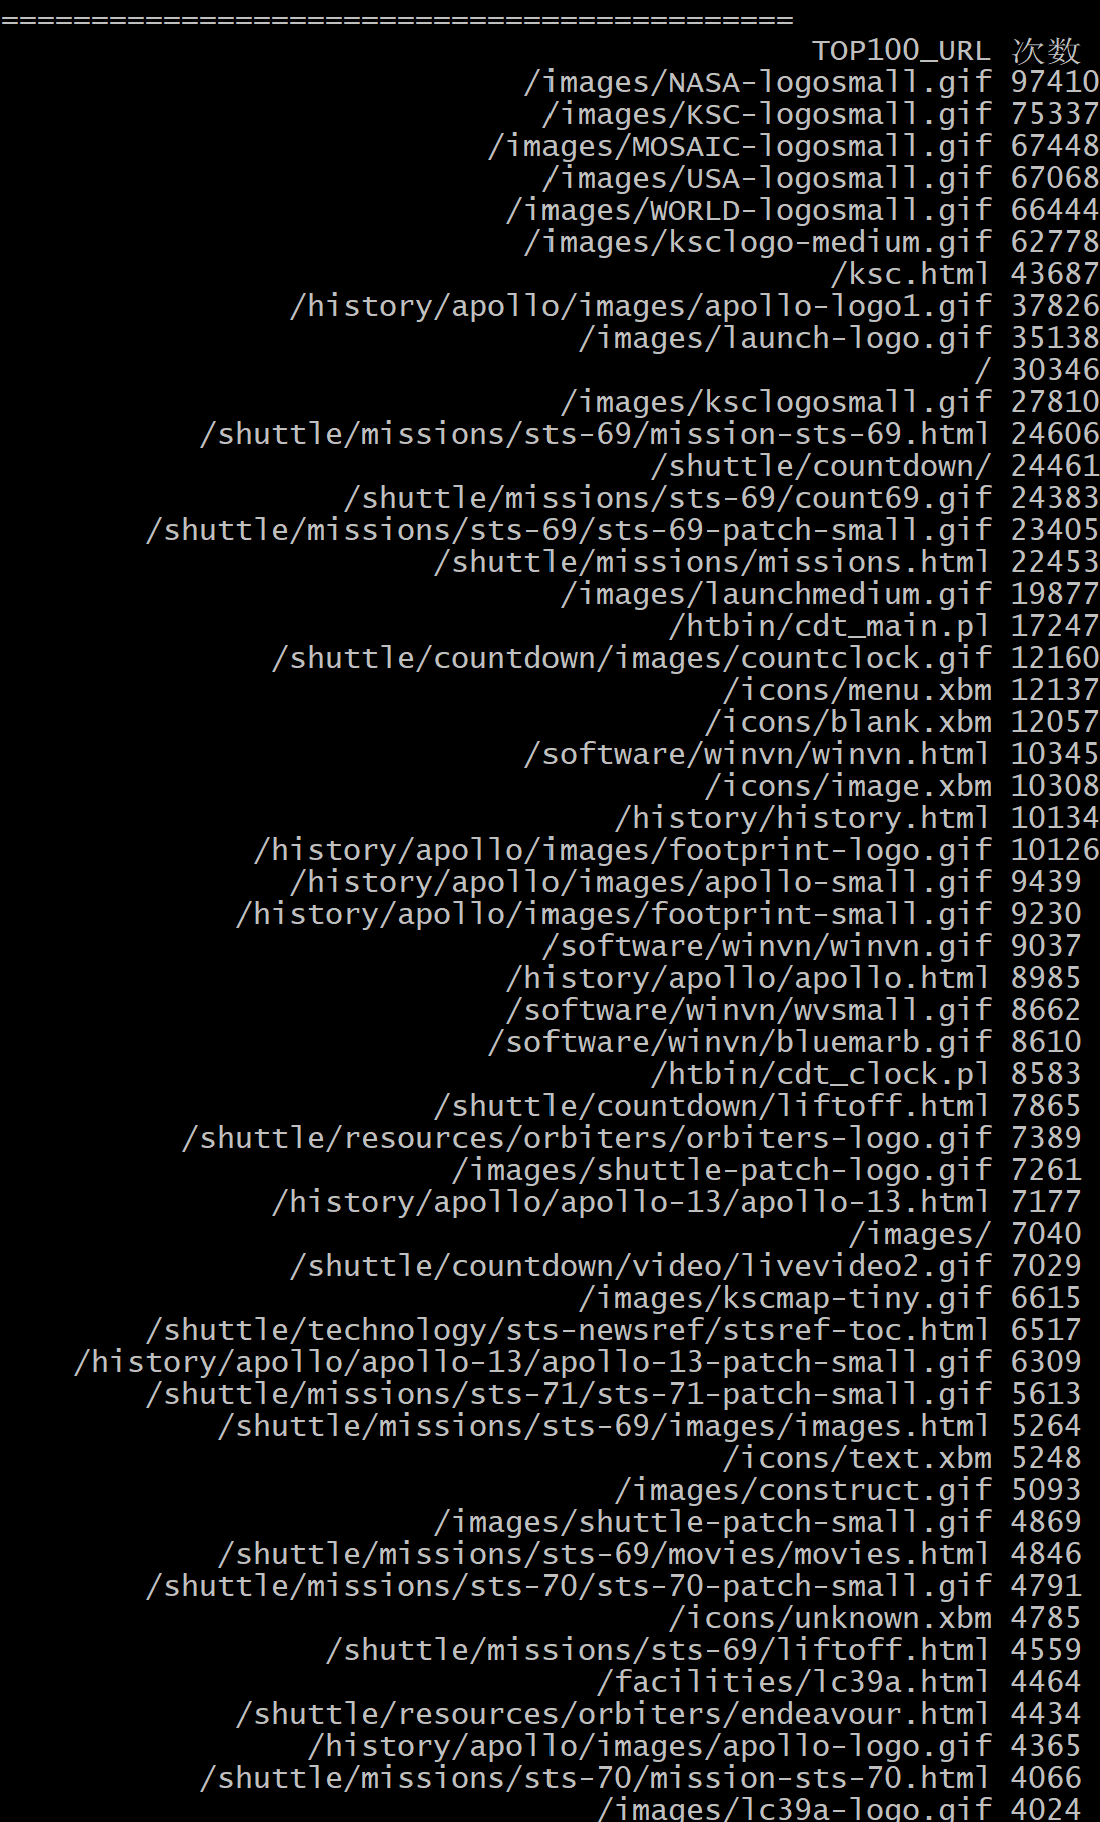 ============================================
TOP100_URL 次数
/images/NASA-logosmall.gif 97410
/images/KSC-logosmall.gif 75337
/images/MOSAIC-logosmall.gif 67448
/images/USA-logosmall.gif 67068
/images/WORLD-logosmall.gif 66444
/images/ksclogo-medium.gif 62778
/ksc.html 43687
/history/apollo/images/apollo-logo1.gif 37826
/images/launch-logo.gif 35138
/ 30346
/images/ksclogosmall.gif 27810
/shuttle/missions/sts-69/mission-sts-69.html 24606
/shuttle/countdown/ 24461
/shuttle/missions/sts-69/count69.gif 24383
/shuttle/missions/sts-69/sts-69-patch-small.gif 23405
/shuttle/missions/missions.html 22453
/images/launchmedium.gif 19877
/htbin/cdt_main.pl 17247
/shuttle/countdown/images/countclock.gif 12160
/icons/menu.xbm 12137
/icons/blank.xbm 12057
/software/winvn/winvn.html 10345
/icons/image.xbm 10308
/history/history.html 10134
/history/apollo/images/footprint-logo.gif 10126
/history/apollo/images/apollo-small.gif 9439
/history/apollo/images/footprint-small.gif 9230
/software/winvn/winvn.gif 9037
/history/apollo/apollo.html 8985
/software/winvn/wvsmall.gif 8662
/software/winvn/bluemarb.gif 8610
/htbin/cdt_clock.pl 8583
/shuttle/countdown/liftoff.html 7865
/shuttle/resources/orbiters/orbiters-logo.gif 7389
/images/shuttle-patch-logo.gif 7261
/history/apollo/apollo-13/apollo-13.html 7177
/images/ 7040
/shuttle/countdown/video/livevideo2.gif 7029
/images/kscmap-tiny.gif 6615
/shuttle/technology/sts-newsref/stsref-toc.html 6517
/history/apollo/apollo-13/apollo-13-patch-small.gif 6309
/shuttle/missions/sts-71/sts-71-patch-small.gif 5613
/shuttle/missions/sts-69/images/images.html 5264
/icons/text.xbm 5248
/images/construct.gif 5093
/images/shuttle-patch-small.gif 4869
/shuttle/missions/sts-69/movies/movies.html 4846
/shuttle/missions/sts-70/sts-70-patch-small.gif 4791
/icons/unknown.xbm 4785
/shuttle/missions/sts-69/liftoff.html 4559
/facilities/lc39a.html 4464
/shuttle/resources/orbiters/endeavour.html 4434
/history/apollo/images/apollo-logo.gif 4365
/shuttle/missions/sts-70/mission-sts-70.html 4066
/images/lc39a-logo.gif 4024